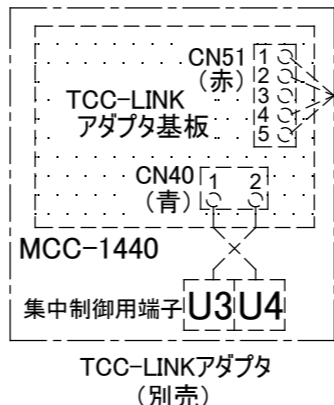 CN51
（赤）
1
2
3
4
5
TCC-LINK
アダプタ基板
CN40
（青）
1 2
MCC-1440
集中制御用端子 U3 U4
TCC-LINKアダプタ
（別売）